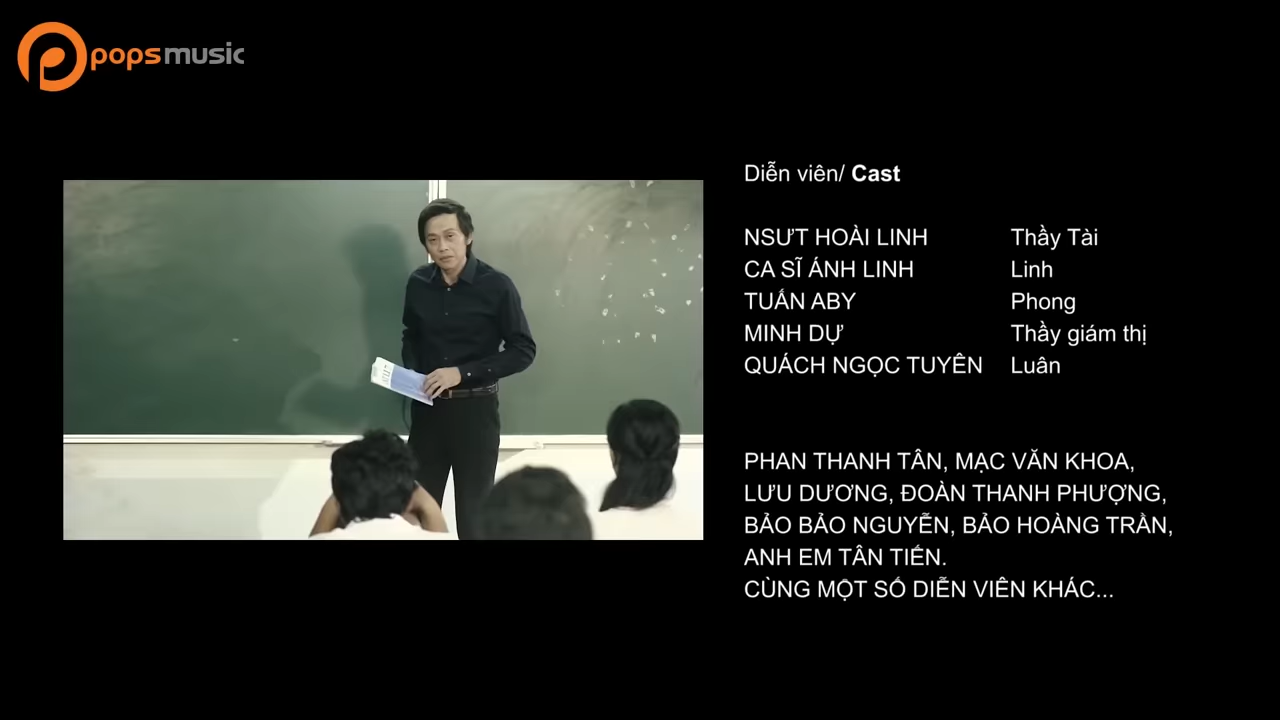 popsmusic
Diễn viên/ Cast
NSƯT HOÀI LINH Thầy Tài
CA SĨ ÁNH LINH Linh
TUẤN ABY Phong
MINH DỰ Thầy giám thị
QUÁCH NGỌC TUYÊN Luân
PHAN THANH TÂN, MẠC VĂN KHOA,
LƯU DƯƠNG, ĐOÀN THANH PHƯỢNG,
BẢO BẢO NGUYỄN, BẢO HOÀNG TRẦN,
ANH EM TÂN TIẾN.
CÙNG MỘT SỐ DIỄN VIÊN KHÁC...